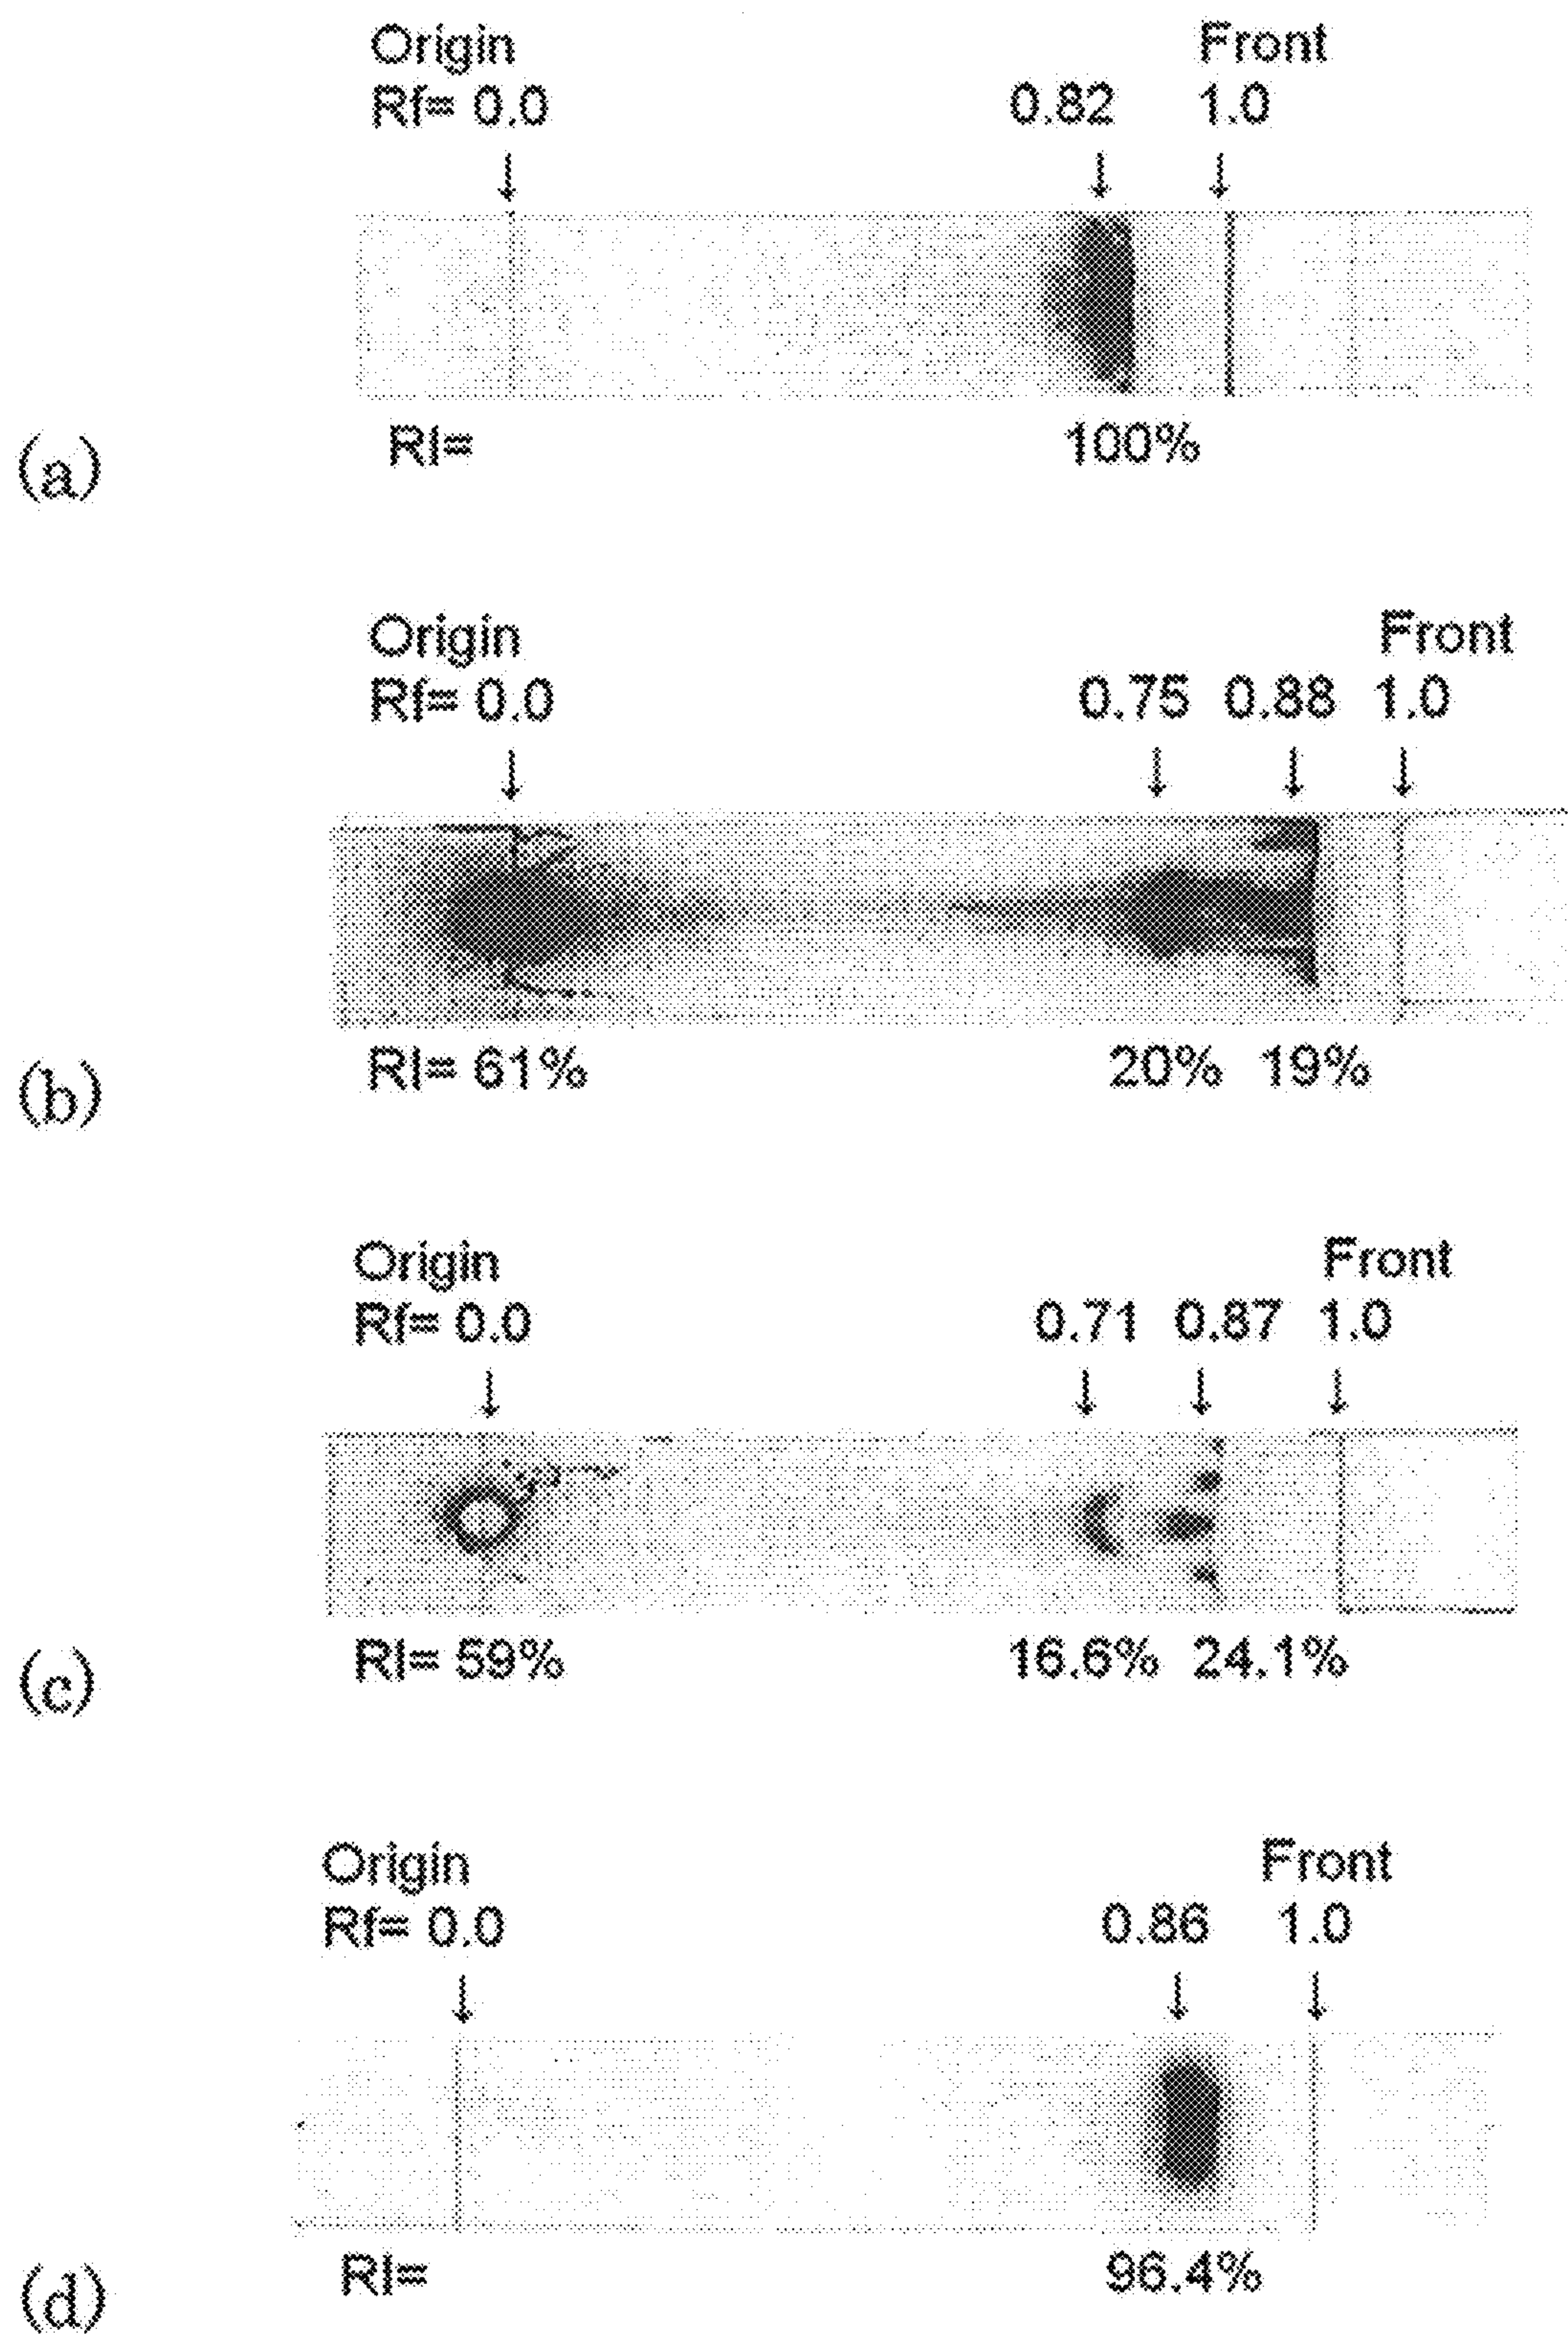 Origin Front
Rf= 0.0 0.82 1.0
(a) RI= 100%
Origin Front
Rf= 0.0 0.75 0.88 1.0
(b) RI= 61% 20% 19%
Origin Front
Rf= 0.0 0.71 0.87 1.0
(c) RI= 59% 16.6% 24.1%
Origin Front
Rf= 0.0 0.86 1.0
(d) RI= 96.4%